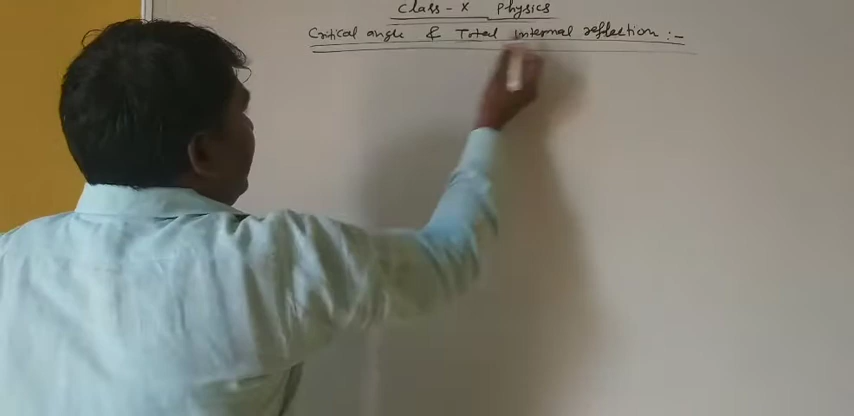 Class - X Physics
Critical angle & Total internal reflection :-